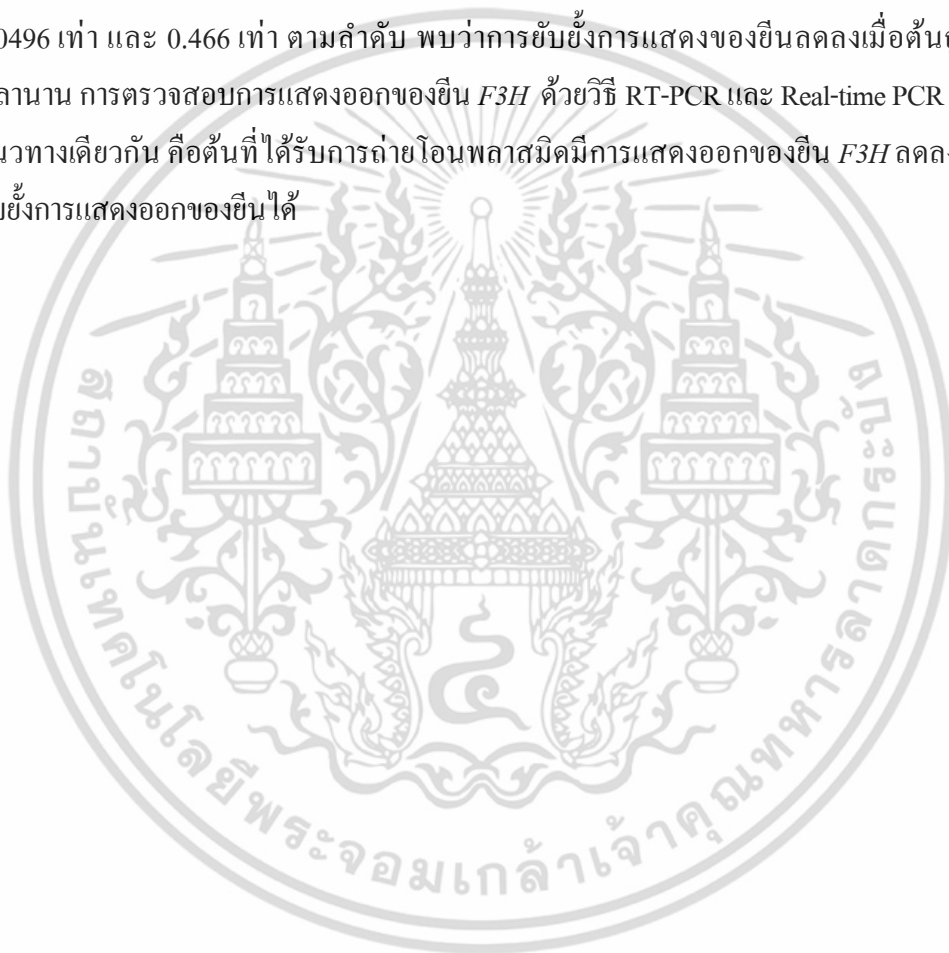 0496 เท่า และ 0.466 เท่า ตามลำดับ พบว่าการยับยั้งการแสดงของยีนลดลงเมื่อต้น
านาน การตรวจสอบการแสดงออกของยีน F3H ด้วยวิธี RT-PCR และ Real-time PCR
นวทางเดียวกัน คือต้นที่ได้รับการถ่ายโอนพลาสมิดมีการแสดงออกของยีน F3H ลดลง
ยั้งการแสดงออกของยีนได้
สถาบันเทคโนโลยีพระจอมเกล้าเจ้าคุณทหารลาดกระบัง